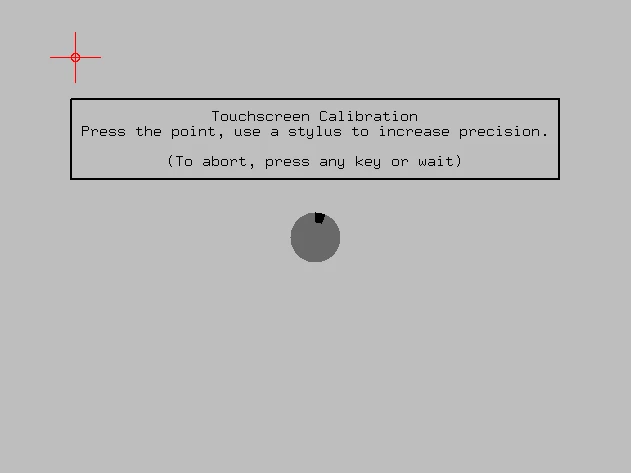 Touchscreen Calibration
Press the point, use a stylus to increase precision.
(To abort, press any key or wait)